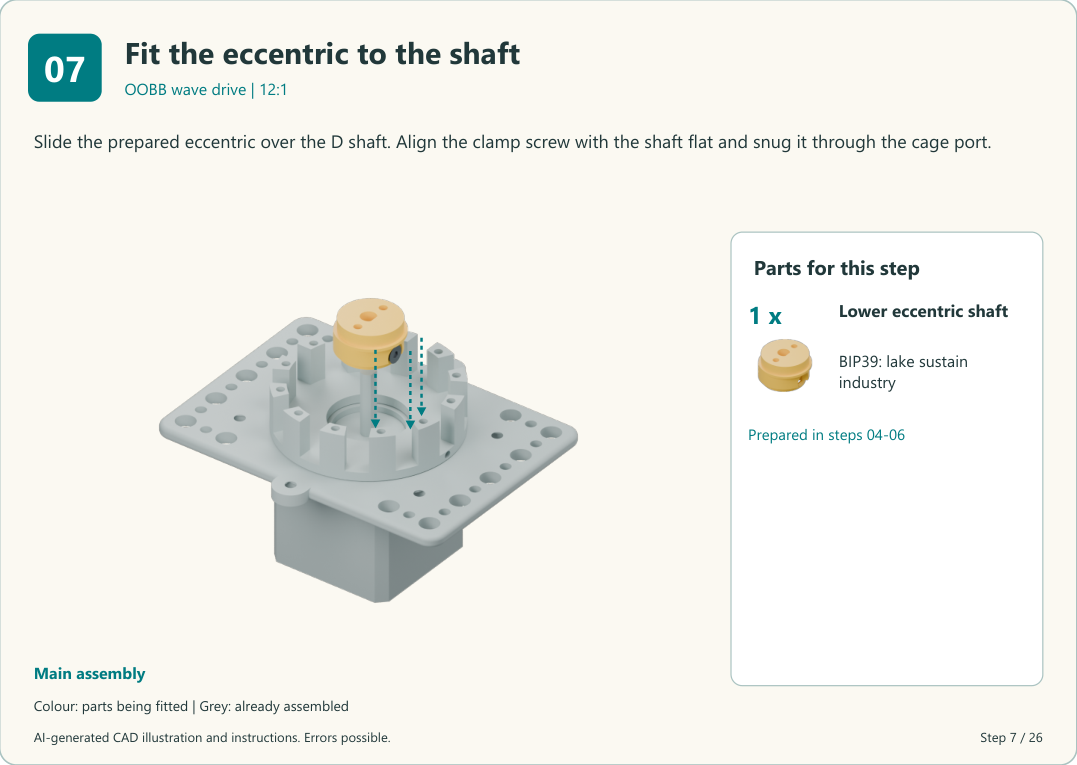 07
Fit the eccentric to the shaft
OOBB wave drive | 12:1
Slide the prepared eccentric over the D shaft. Align the clamp screw with the shaft flat and snug it through the cage port.
Parts for this step
1 x
Lower eccentric shaft
BIP39: lake sustain
industry
Prepared in steps 04-06
Main assembly
Colour: parts being fitted | Grey: already assembled
AI-generated CAD illustration and instructions. Errors possible.
Step 7 / 26